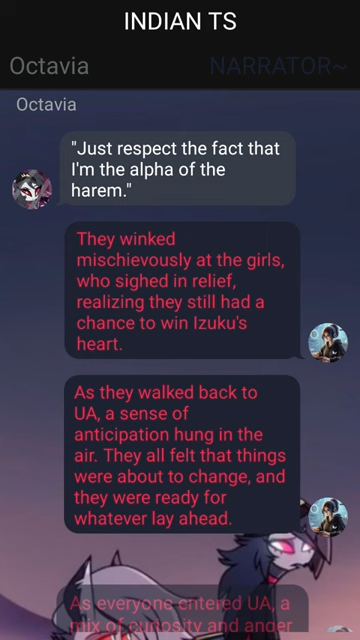 INDIAN TS
Octavia NARRATOR~
Octavia
"Just respect the fact that
I'm the alpha of the
harem."
They winked
mischievously at the girls,
who sighed in relief,
realizing they still had a
chance to win Izuku's
heart.
As they walked back to
UA, a sense of
anticipation hung in the
air. They all felt that things
were about to change, and
they were ready for
whatever lay ahead.
As everyone entered UA, a
mix of curiosity and anger